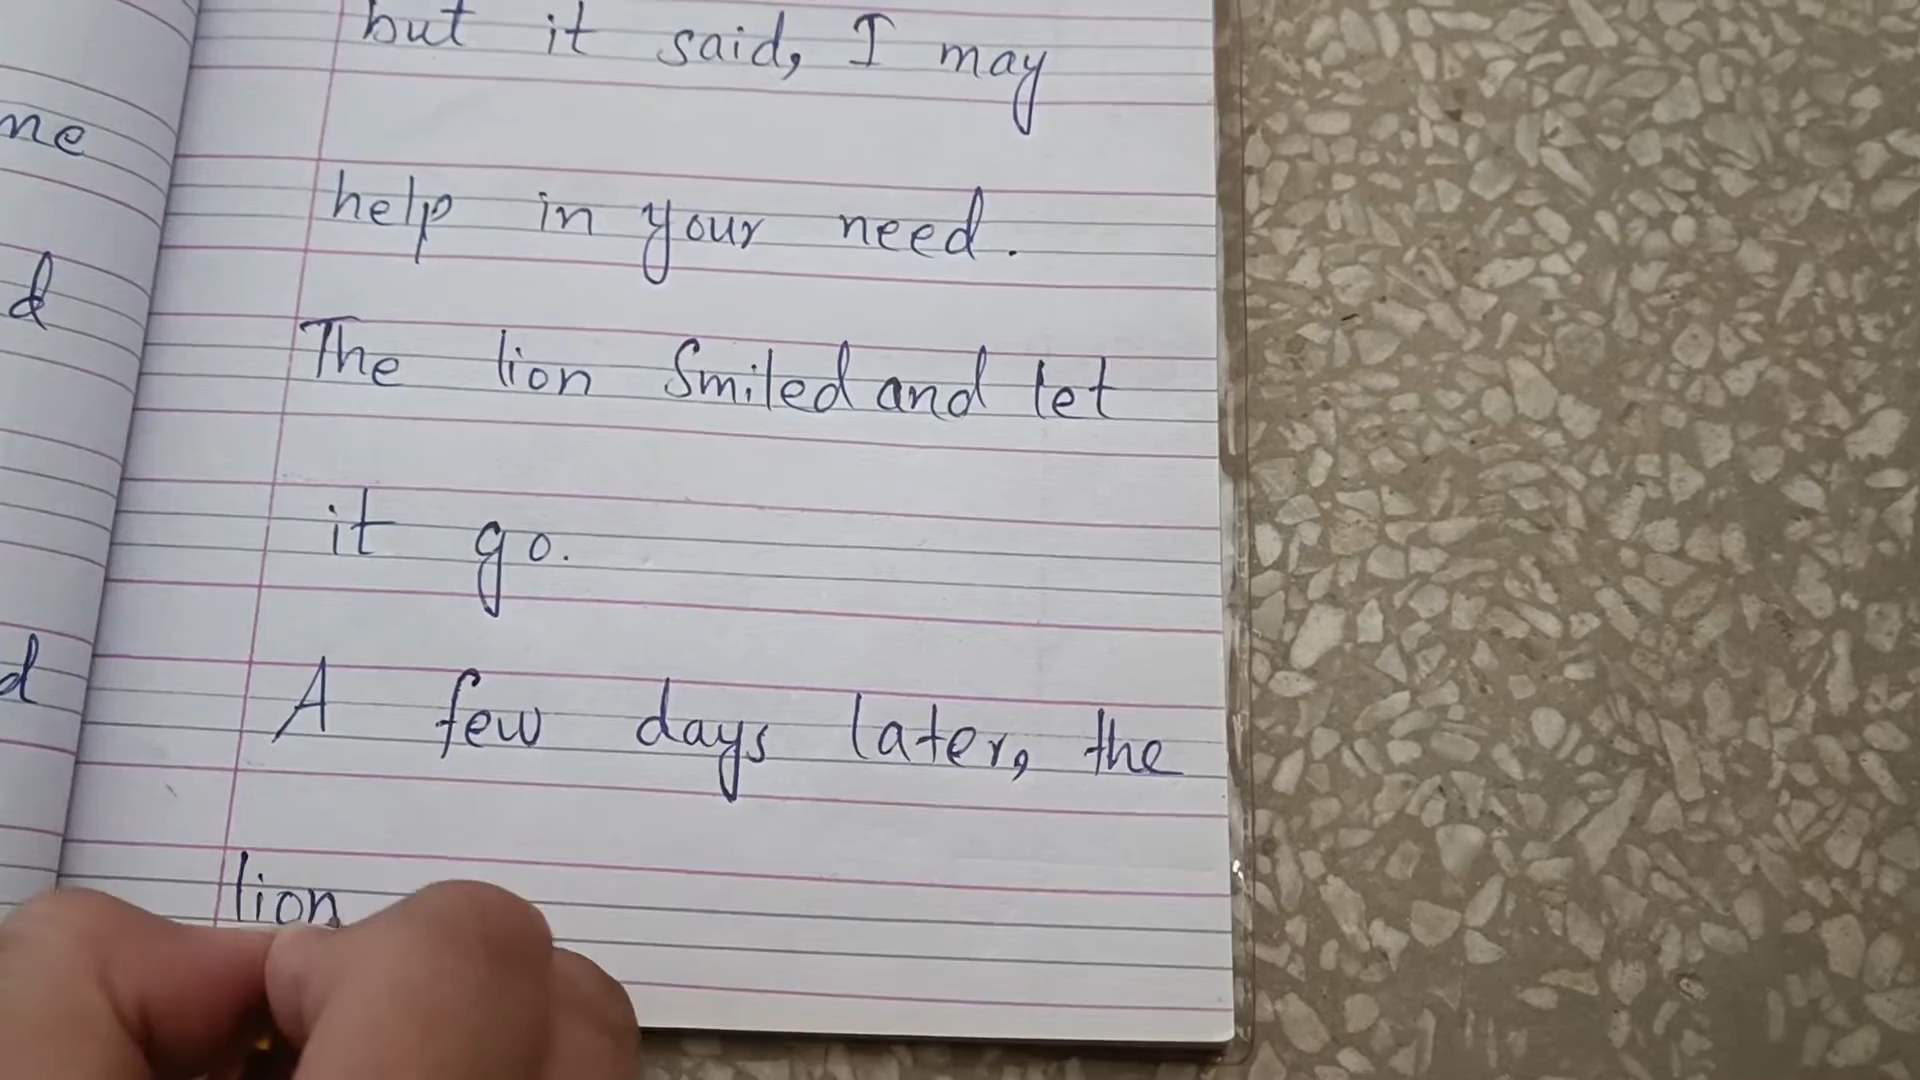 me
d
d
but it said, I may
help in your need.
The lion Smiled and let
it go.
A few days later, the
lion